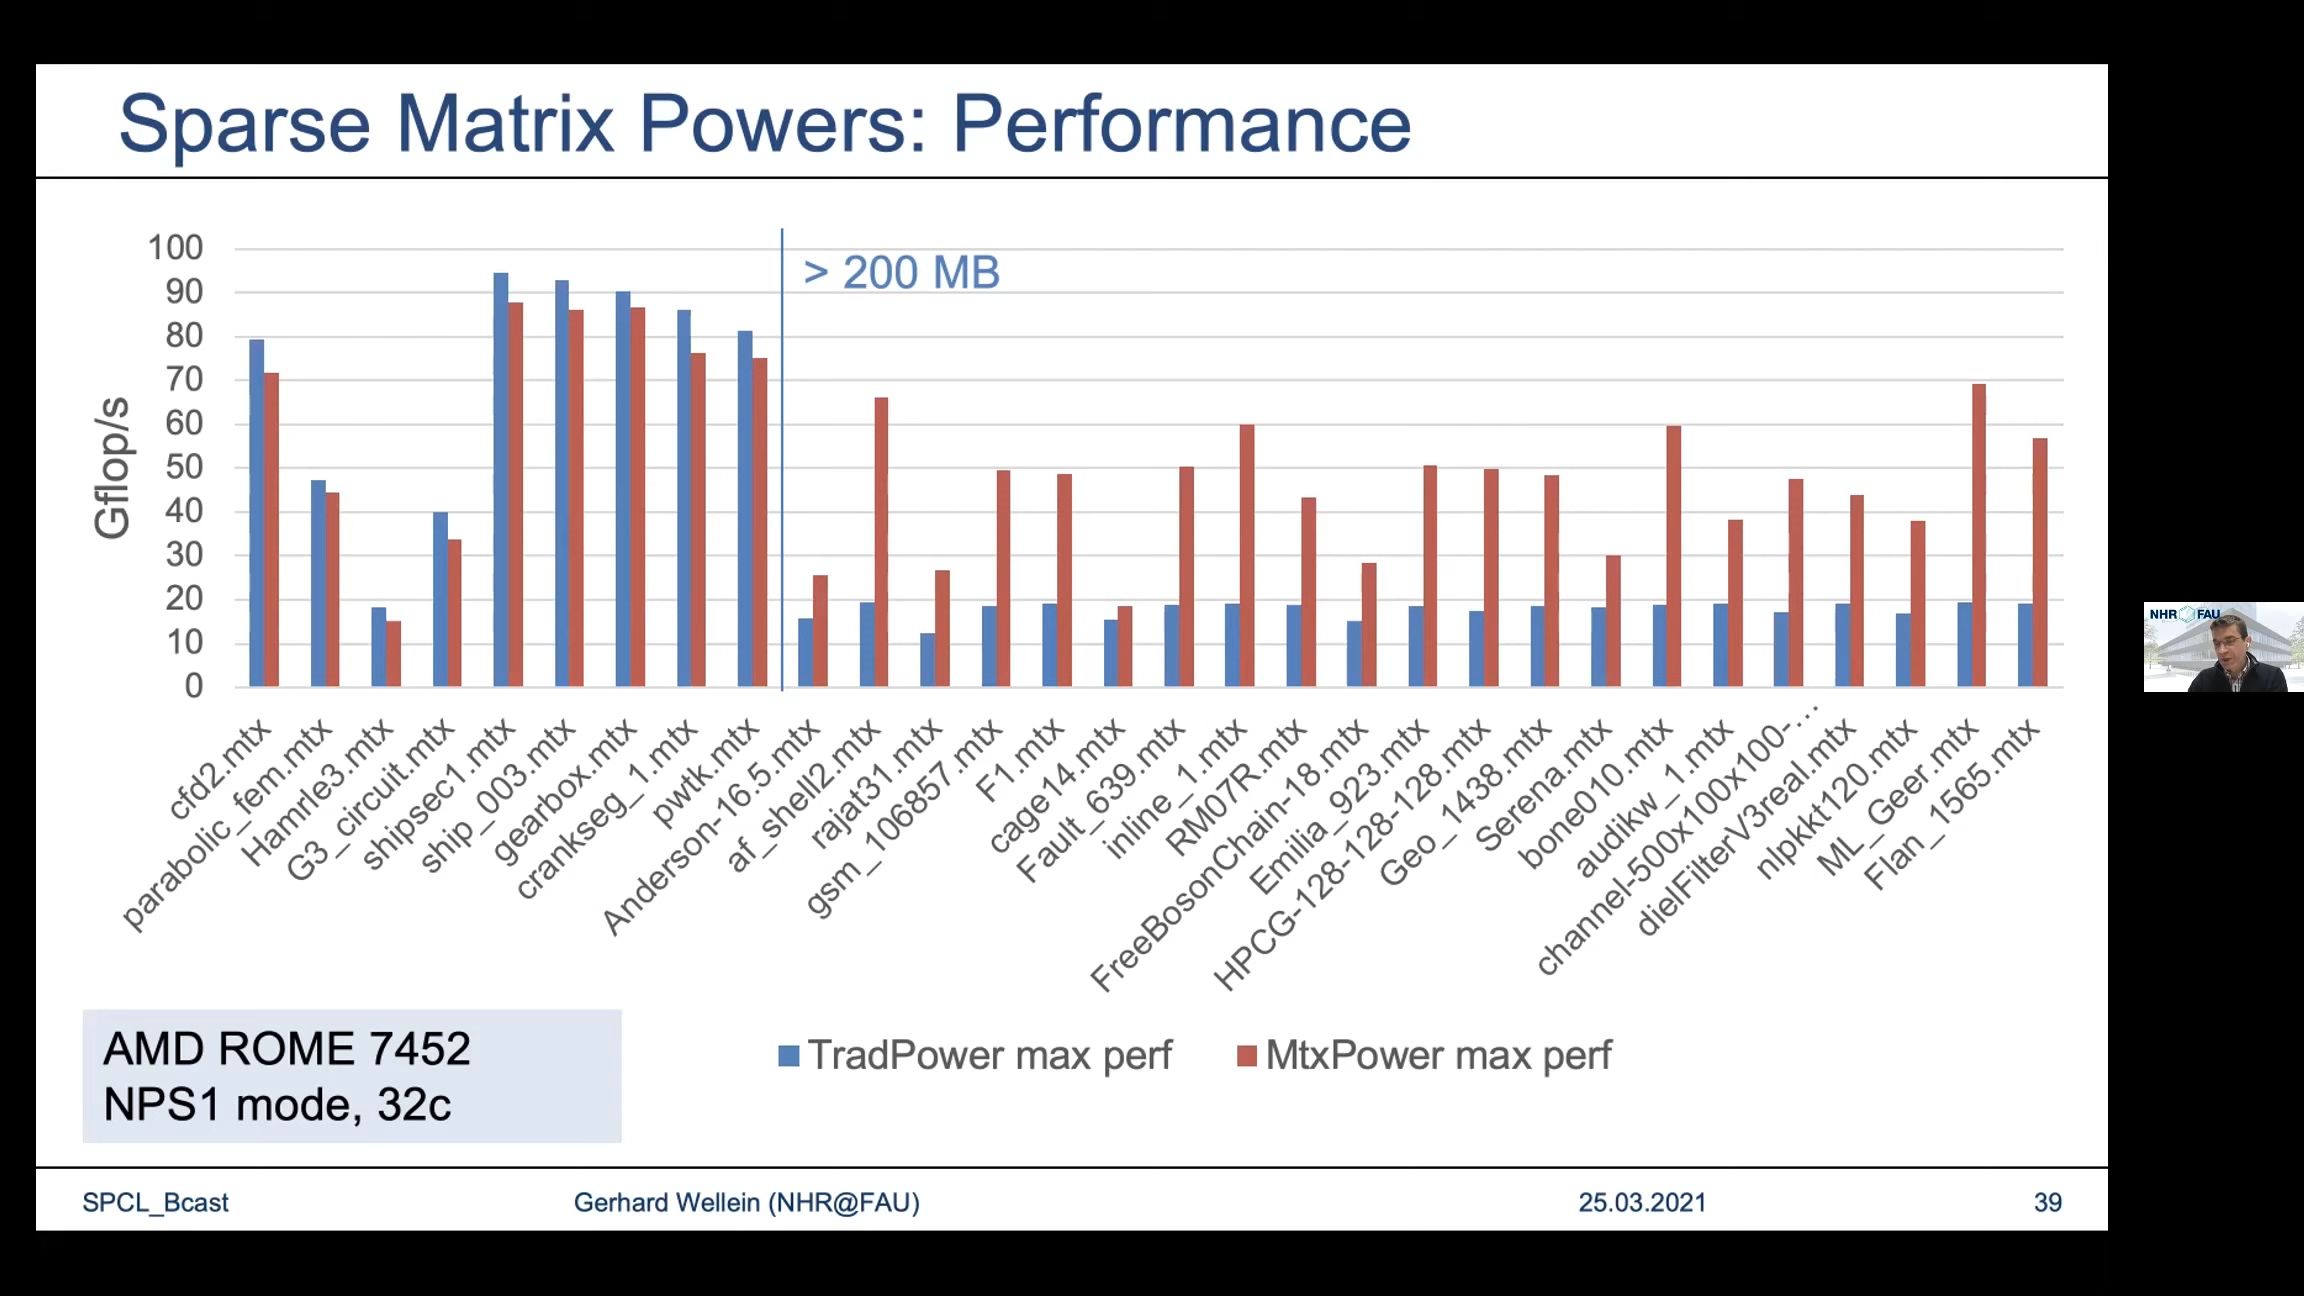 Sparse Matrix Powers: Performance
100
90
80
70
60
50
40
30
20
10
0
Gflop/s
> 200 MB
cfd2.mtx
parabolic_fem.mtx
Hamrle3.mtx
G3_circuit.mtx
shipsec1.mtx
ship_003.mtx
gearbox.mtx
crankseg_1.mtx
pwtk.mtx
Anderson-16.5.mtx
af_shell2.mtx
rajat31.mtx
gsm_106857.mtx
F1.mtx
cage14.mtx
Fault_639.mtx
inline_1.mtx
RM07R.mtx
FreeBosonChain-18.mtx
Emilia_923.mtx
HPCG-128-128-128.mtx
Geo_1438.mtx
Serena.mtx
bone010.mtx
audikw_1.mtx
channel-500x100x100-...
dielFilterV3real.mtx
nlpkkt120.mtx
ML_Geer.mtx
Flan_1565.mtx
TradPower max perf
MtxPower max perf
AMD ROME 7452
NPS1 mode, 32c
SPCL_Bcast
Gerhard Wellein (NHR@FAU)
25.03.2021
39
NHR FAU